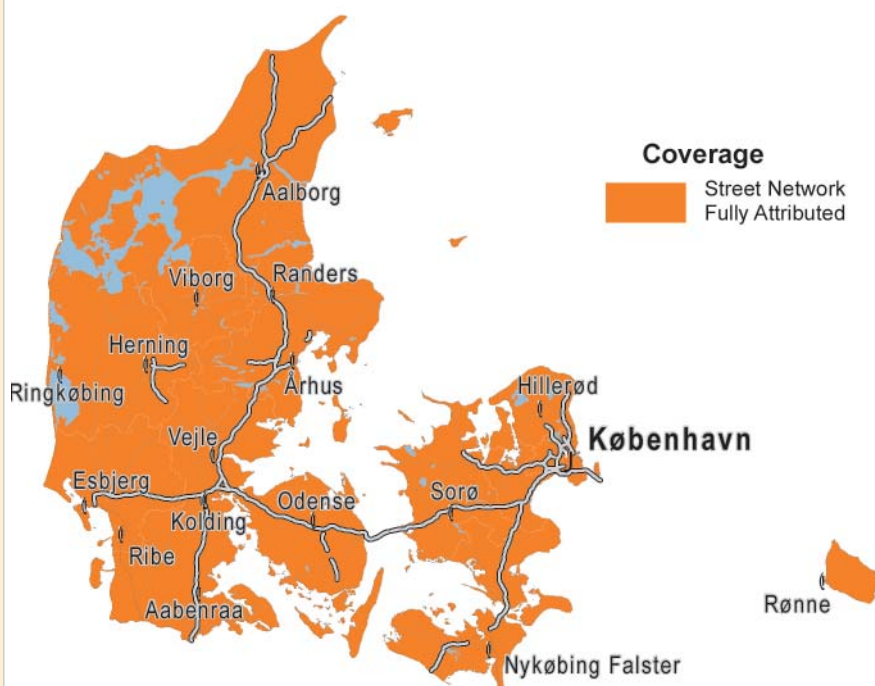 Coverage
Street Network
Fully Attributed
Aalborg
Viborg
Randers
Herning
Århus
Ringkøbing
Hillerød
København
Vejle
Esbjerg
Odense
Sorø
Kolding
Ribe
Rønne
Aabenraa
Nykøbing Falster